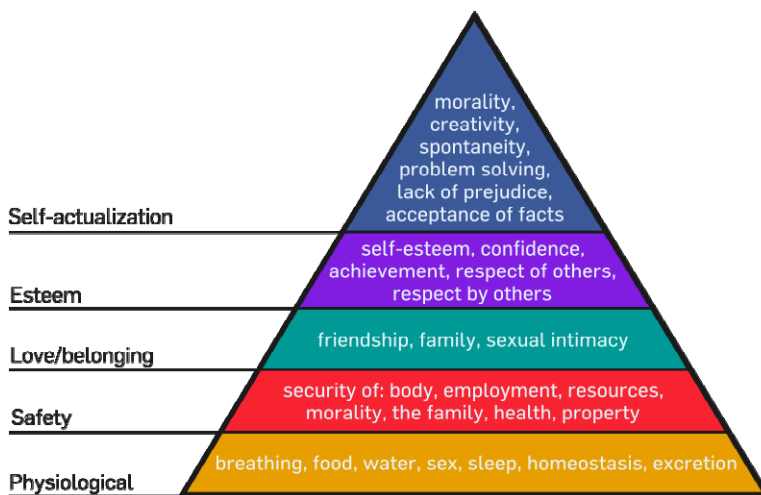 morality,
creativity,
spontaneity,
problem solving,
lack of prejudice,
acceptance of facts
Self-actualization
self-esteem, confidence,
achievement, respect of others,
respect by others
Esteem
friendship, family, sexual intimacy
Love/belonging
security of: body, employment, resources,
morality, the family, health, property
Safety
breathing, food, water, sex, sleep, homeostasis, excretion
Physiological